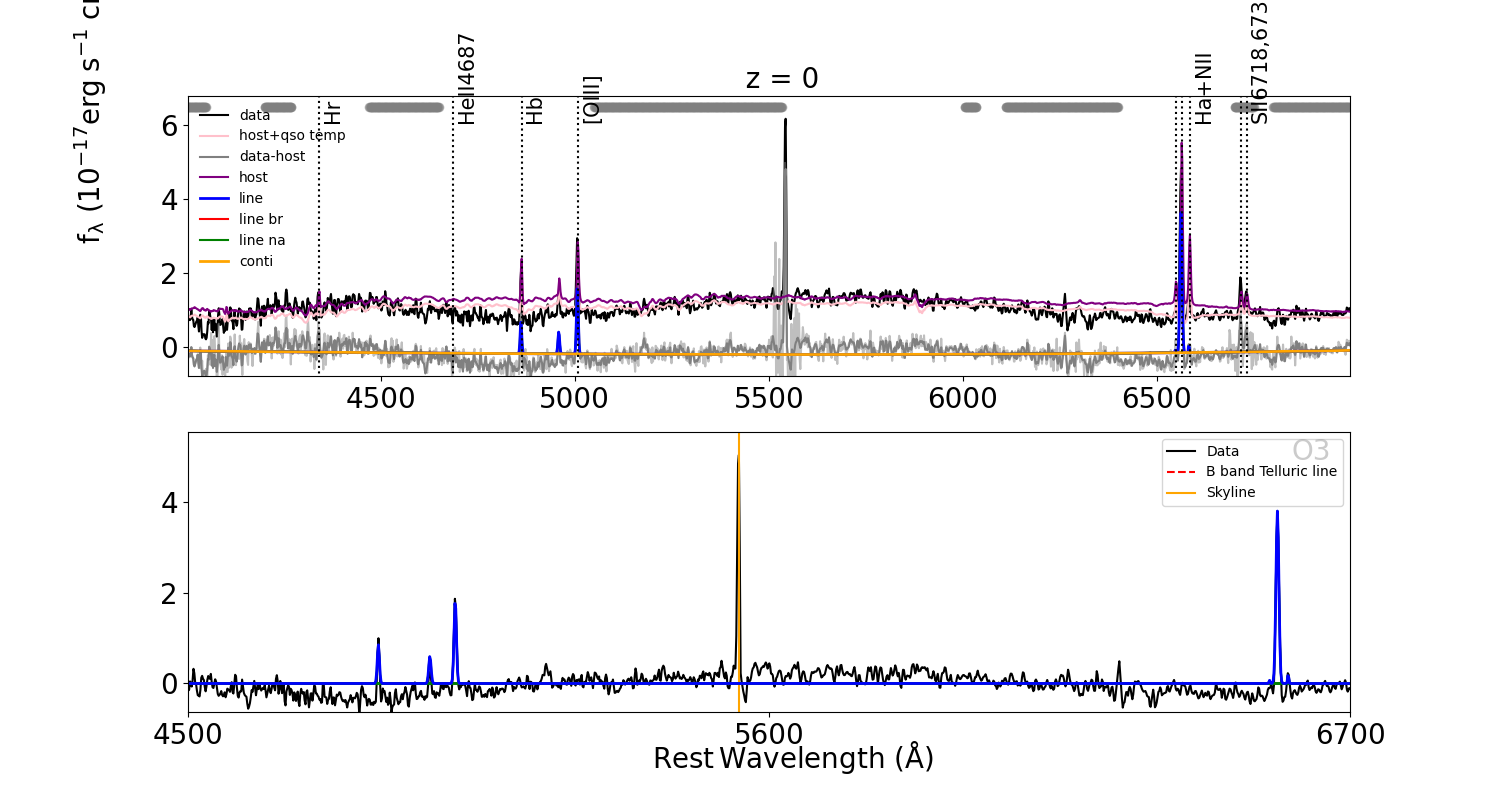 z = 0
f_λ (10^−17 erg s^−1
Hr
HeII4687
Hb
[OIII]
Ha+NII
SII6718,673
data
host+qso temp
data-host
host
line
line br
line na
conti
6
4
2
0
4500 5000 5500 6000 6500
O3
Data
B band Telluric line
Skyline
4
2
0
4500 5600 6700
Rest Wavelength (Å)